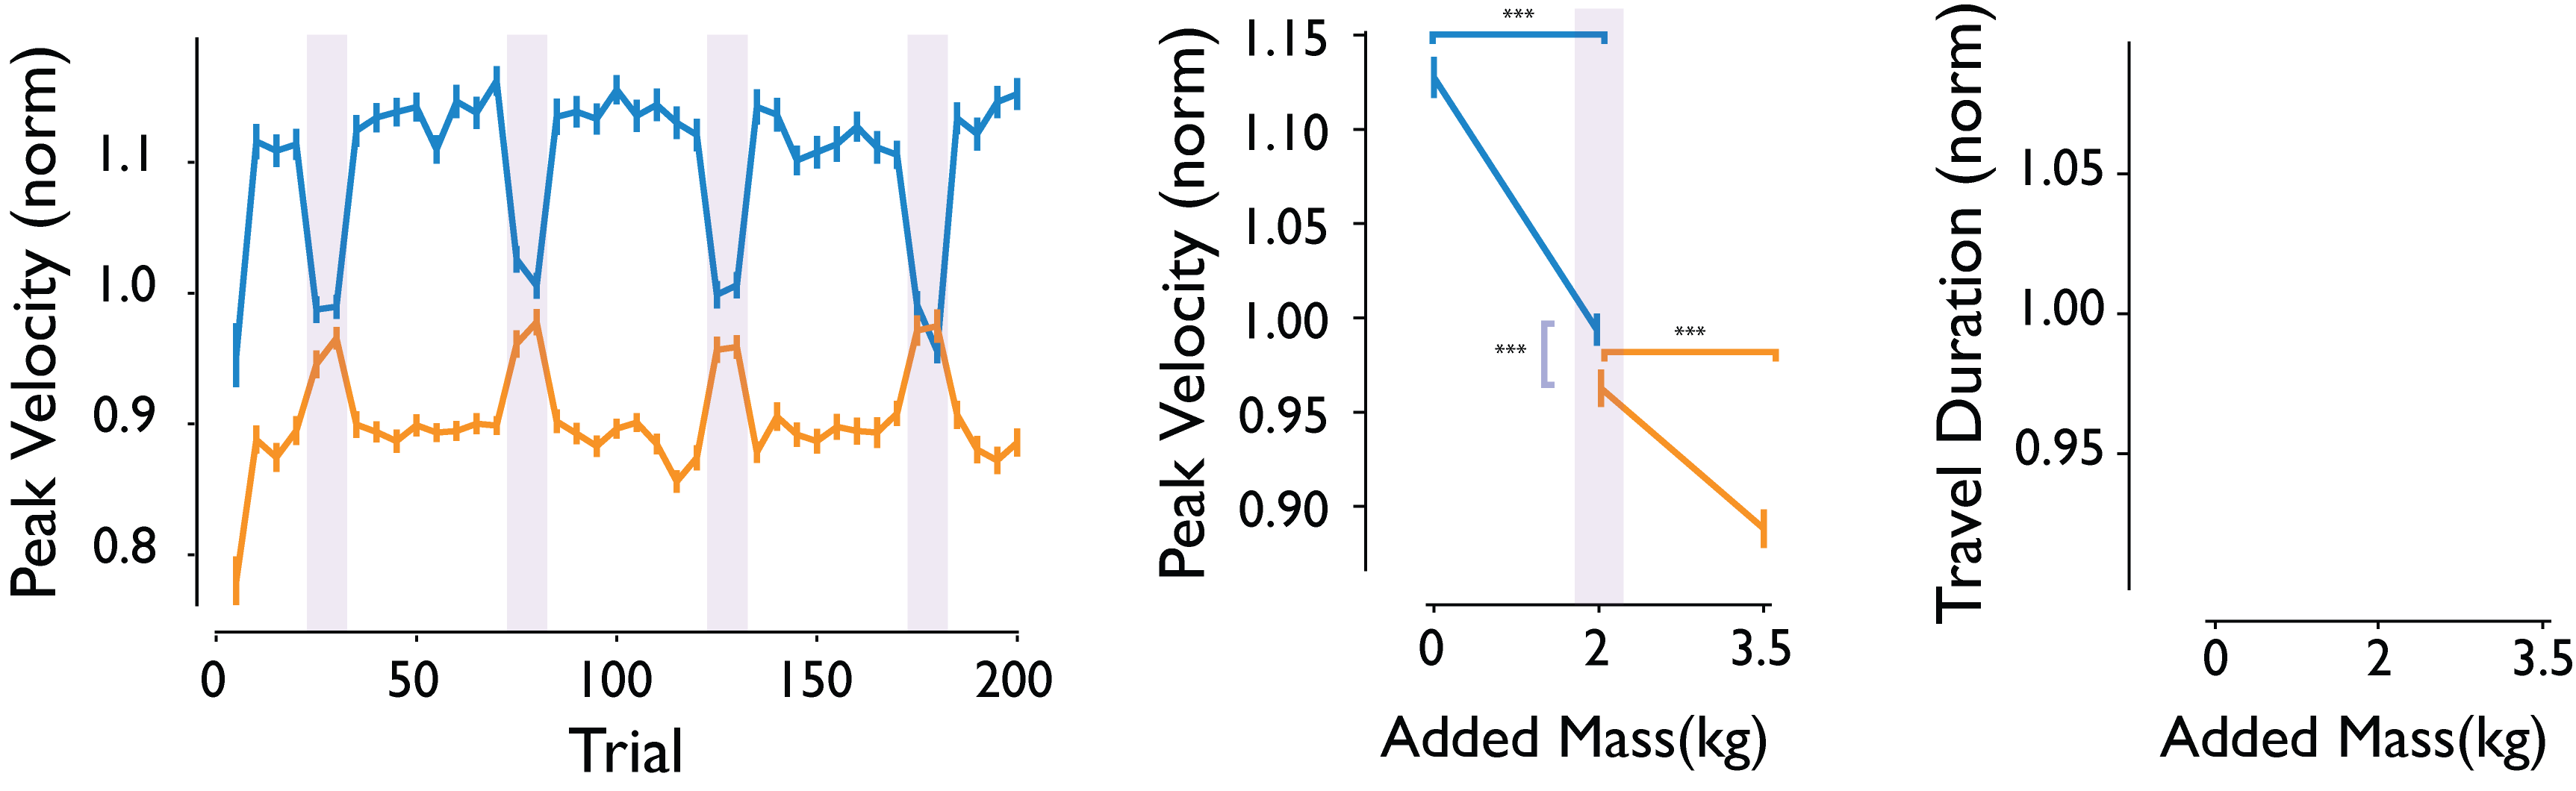 Peak Velocity (norm)
1.1
1.0
0.9
0.8
0 50 100 150 200
Trial
Peak Velocity (norm)
1.15
1.10
1.05
1.00
0.95
0.90
***
***
***
0 2 3.5
Added Mass(kg)
Travel Duration (norm)
1.05
1.00
0.95
0 2 3.5
Added Mass(kg)